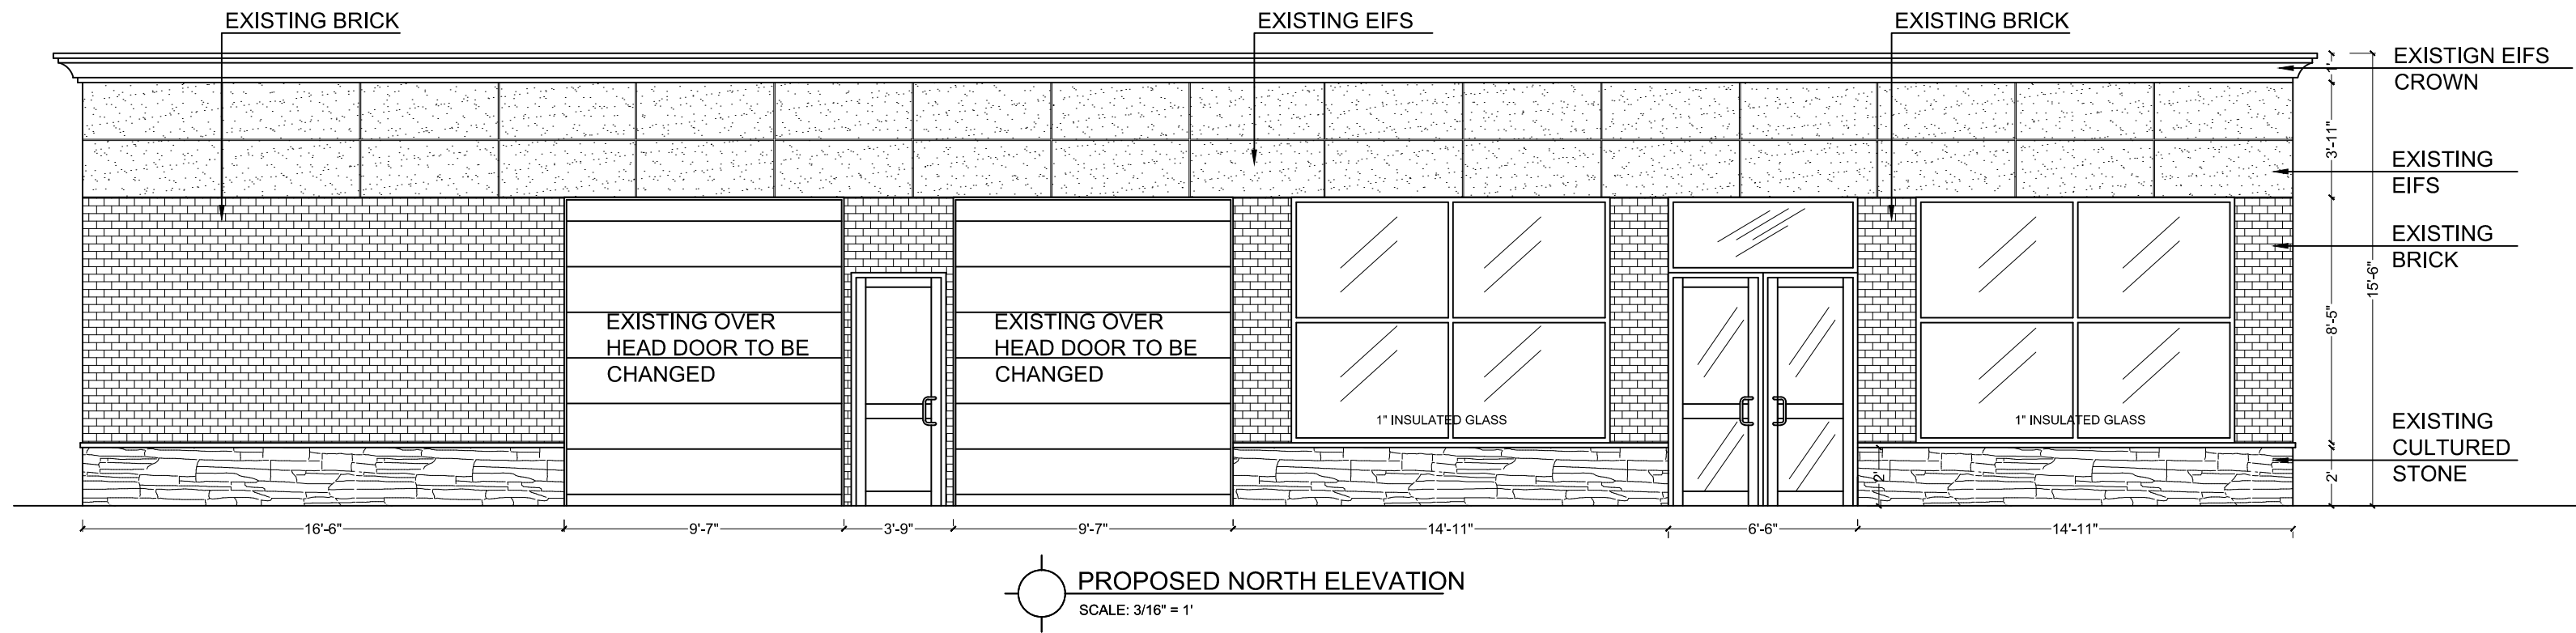 EXISTING BRICK
EXISTING EIFS
EXISTING BRICK
EXISTIGN EIFS
CROWN
1'
3'-11"
EXISTING
EIFS
EXISTING
BRICK
15'-6"
8'-5"
EXISTING OVER
HEAD DOOR TO BE
CHANGED
EXISTING OVER
HEAD DOOR TO BE
CHANGED
1" INSULATED GLASS
1" INSULATED GLASS
EXISTING
CULTURED
STONE
2'
2'
16'-6"
9'-7"
3'-9"
9'-7"
14'-11"
6'-6"
14'-11"
PROPOSED NORTH ELEVATION
SCALE: 3/16" = 1'